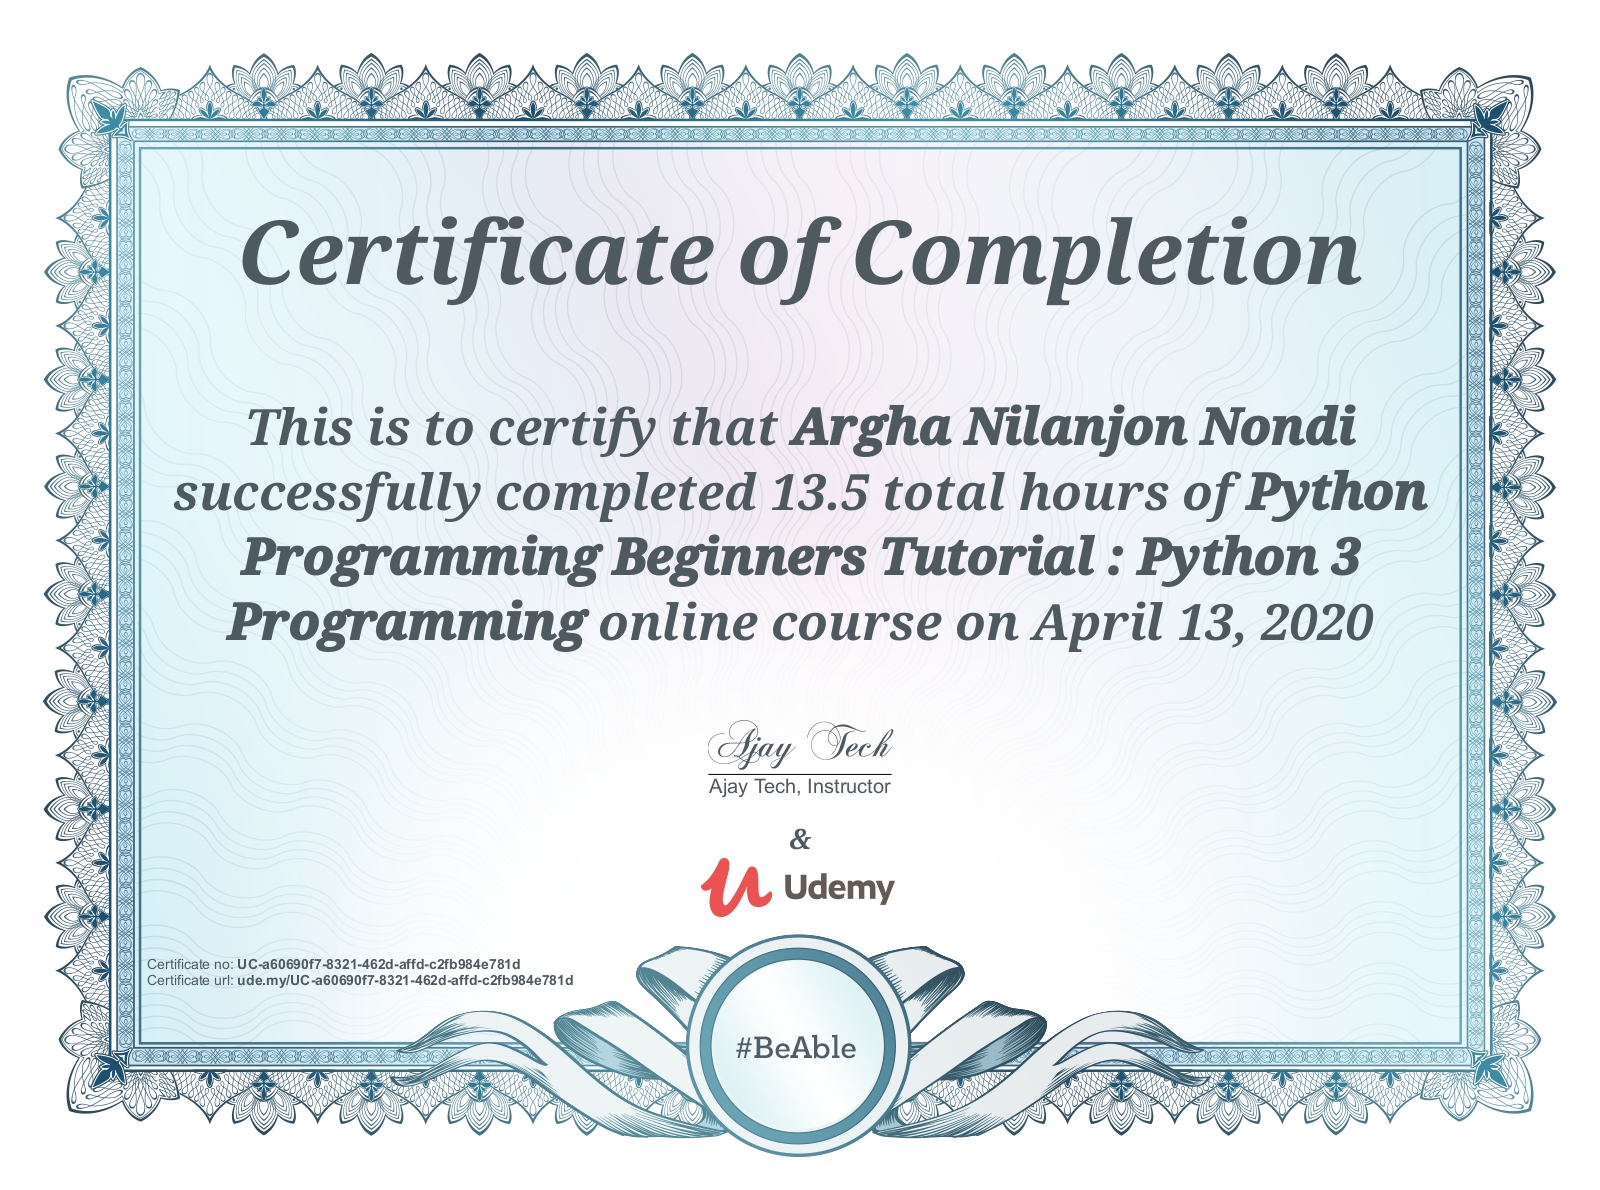 Certificate of Completion
This is to certify that Argha Nilanjon Nondi
successfully completed 13.5 total hours of Python
Programming Beginners Tutorial : Python 3
Programming online course on April 13, 2020
Ajay Tech
Ajay Tech, Instructor
&
Udemy
Certificate no: UC-a60690f7-8321-462d-affd-c2fb984e781d
Certificate url: ude.my/UC-a60690f7-8321-462d-affd-c2fb984e781d
#BeAble